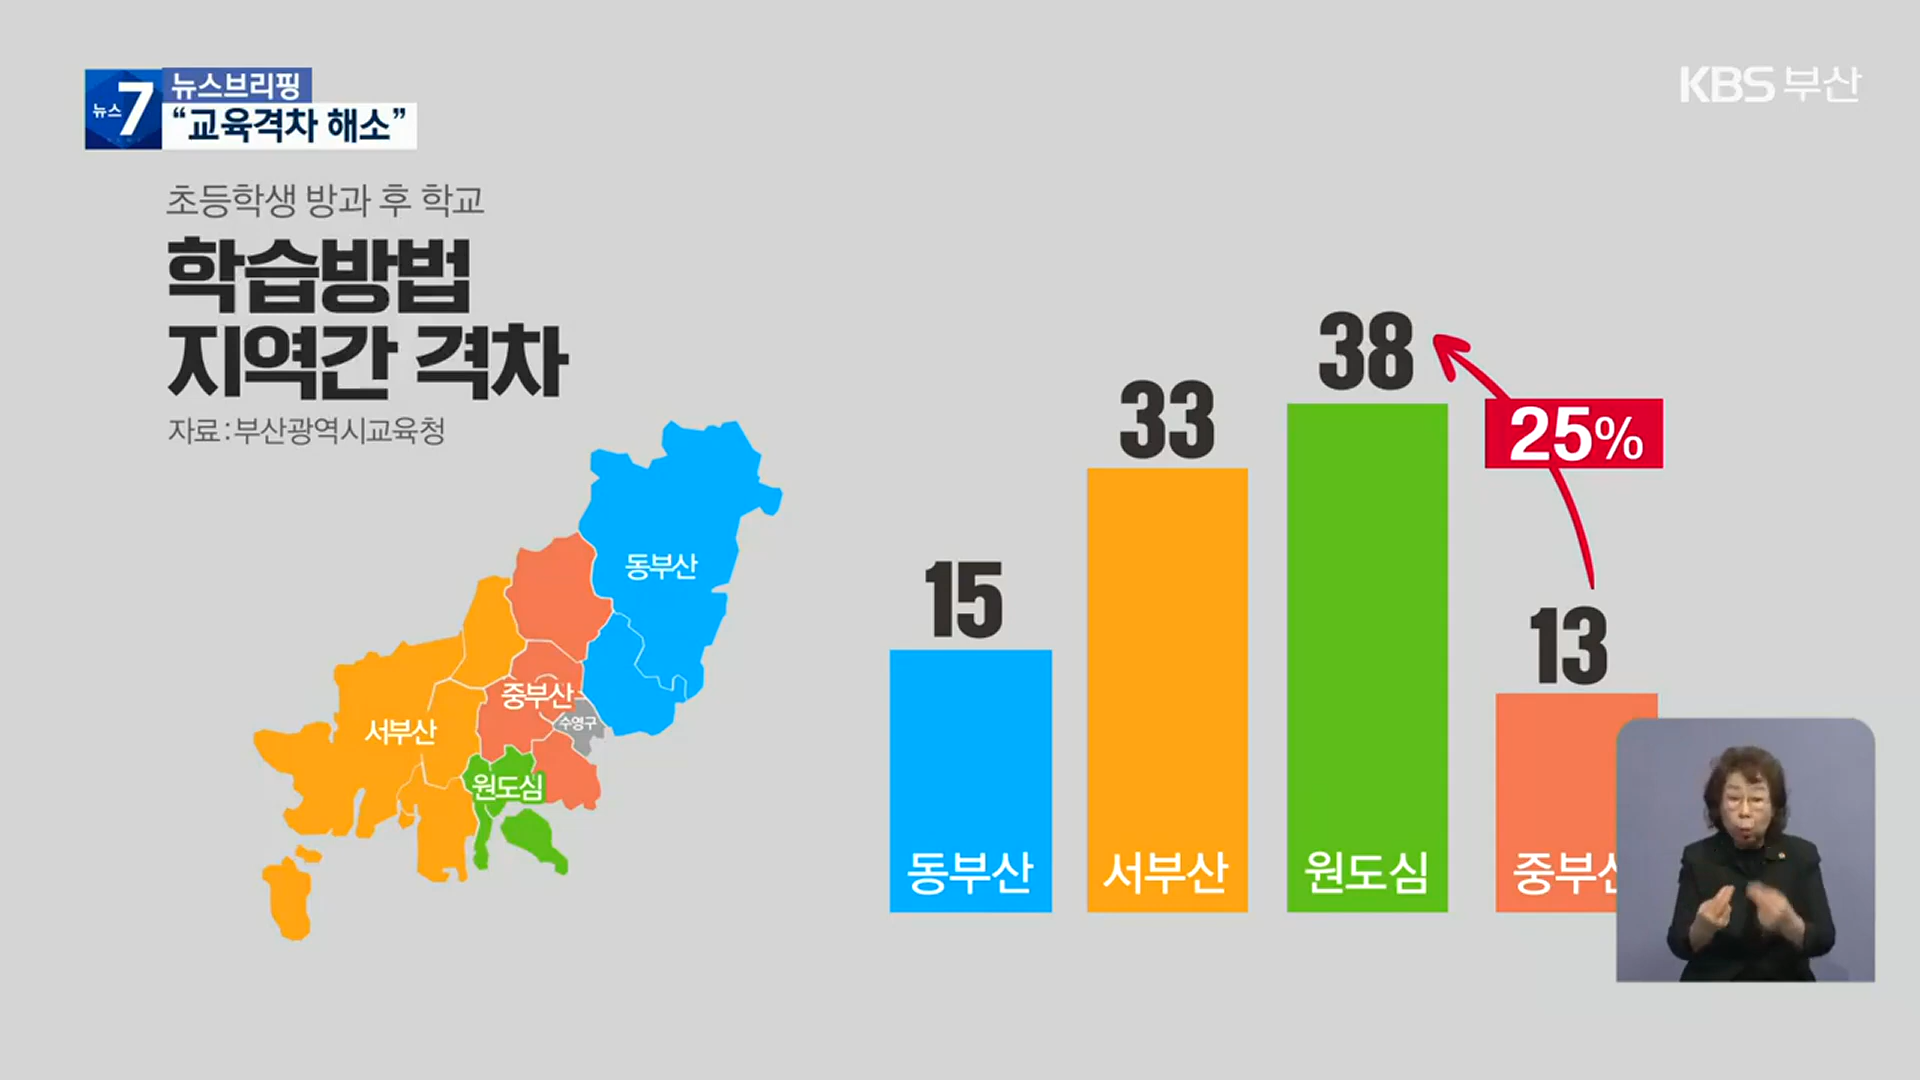 뉴스7
뉴스브리핑
“교육격차 해소”
KBS 부산
초등학생 방과 후 학교
학습방법
지역간 격차
자료 : 부산광역시교육청
동부산
중부산
수영구
서부산
원도심
15
33
38
25%
13
동부산
서부산
원도심
중부산